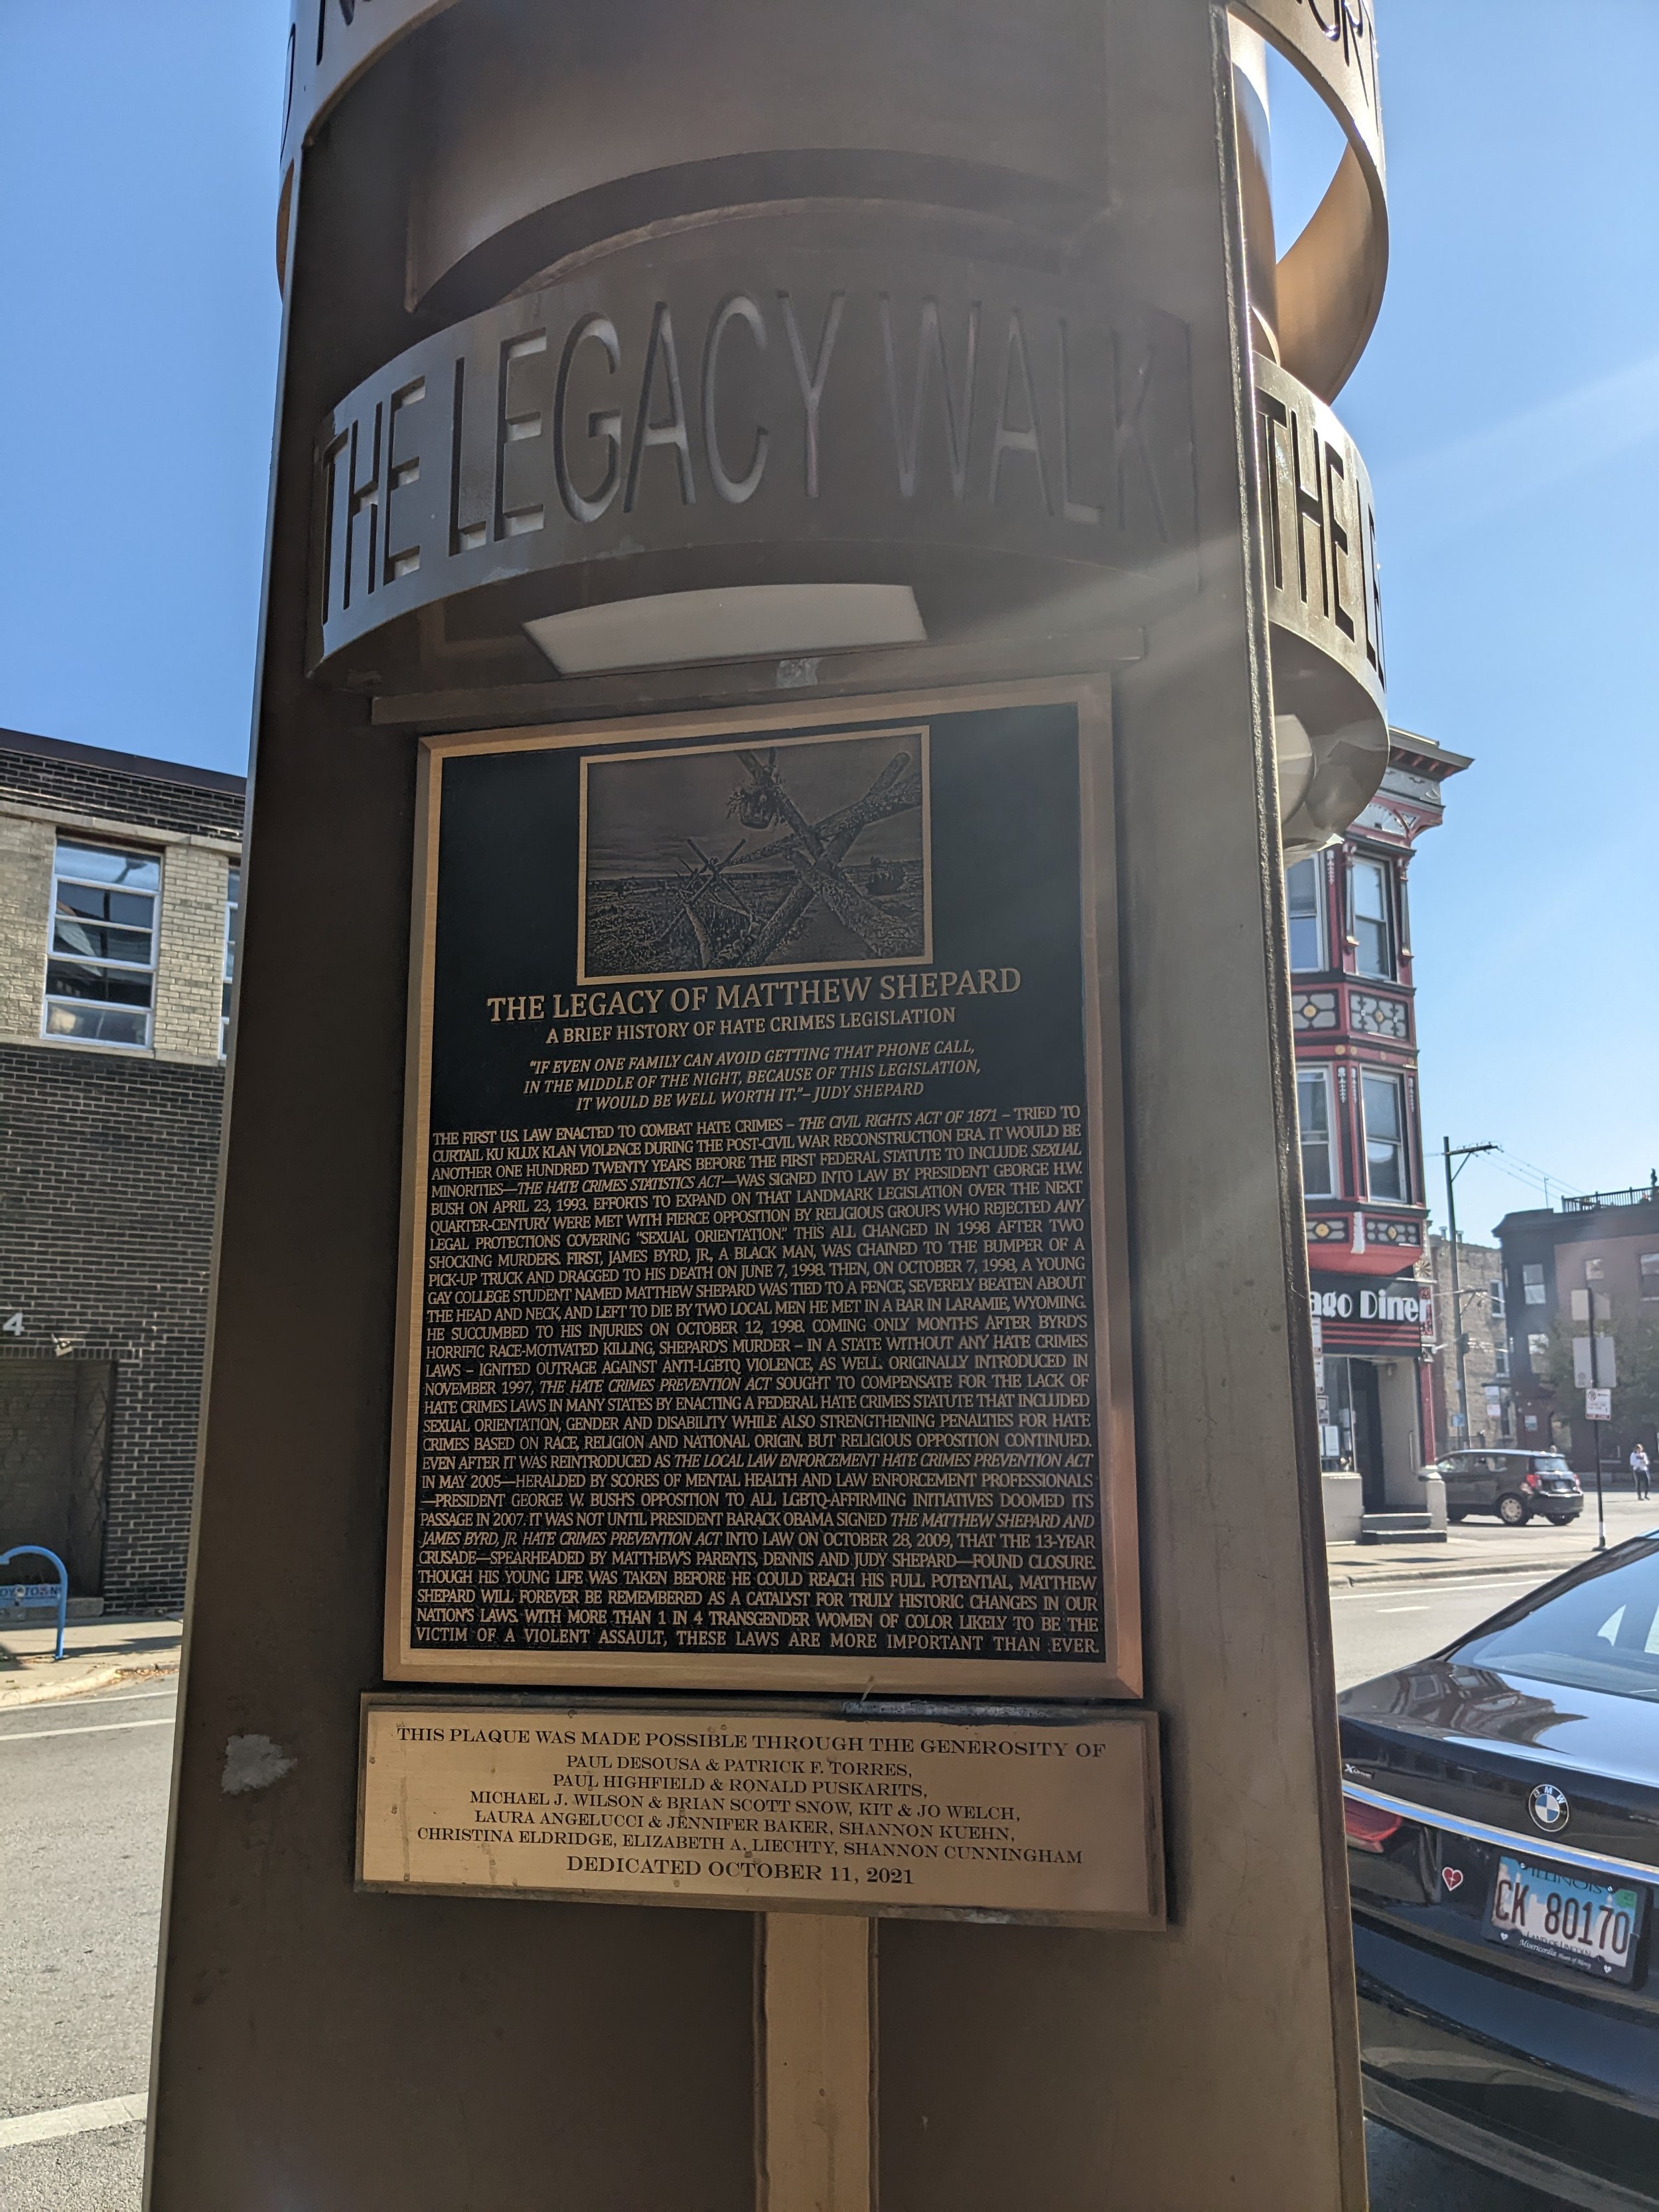 THE LEGACY WALK
THE L
THE LEGACY OF MATTHEW SHEPARD
A BRIEF HISTORY OF HATE CRIMES LEGISLATION
"IF EVEN ONE FAMILY CAN AVOID GETTING THAT PHONE CALL,
IN THE MIDDLE OF THE NIGHT, BECAUSE OF THIS LEGISLATION,
IT WOULD BE WELL WORTH IT."– JUDY SHEPARD
THE FIRST U.S. LAW ENACTED TO COMBAT HATE CRIMES – THE CIVIL RIGHTS ACT OF 1871 – TRIED TO
CURTAIL KU KLUX KLAN VIOLENCE DURING THE POST-CIVIL WAR RECONSTRUCTION ERA. IT WOULD BE
ANOTHER ONE HUNDRED TWENTY YEARS BEFORE THE FIRST FEDERAL STATUTE TO INCLUDE SEXUAL
MINORITIES—THE HATE CRIMES STATISTICS ACT—WAS SIGNED INTO LAW BY PRESIDENT GEORGE H.W.
BUSH ON APRIL 23, 1993. EFFORTS TO EXPAND ON THAT LANDMARK LEGISLATION OVER THE NEXT
QUARTER-CENTURY WERE MET WITH FIERCE OPPOSITION BY RELIGIOUS GROUPS WHO REJECTED ANY
LEGAL PROTECTIONS COVERING "SEXUAL ORIENTATION." THIS ALL CHANGED IN 1998 AFTER TWO
SHOCKING MURDERS. FIRST, JAMES BYRD, JR., A BLACK MAN, WAS CHAINED TO THE BUMPER OF A
PICK-UP TRUCK AND DRAGGED TO HIS DEATH ON JUNE 7, 1998. THEN, ON OCTOBER 7, 1998, A YOUNG
GAY COLLEGE STUDENT NAMED MATTHEW SHEPARD WAS TIED TO A FENCE, SEVERELY BEATEN ABOUT
THE HEAD AND NECK, AND LEFT TO DIE BY TWO LOCAL MEN HE MET IN A BAR IN LARAMIE, WYOMING.
HE SUCCUMBED TO HIS INJURIES ON OCTOBER 12, 1998. COMING ONLY MONTHS AFTER BYRD'S
HORRIFIC RACE-MOTIVATED KILLING, SHEPARD'S MURDER – IN A STATE WITHOUT ANY HATE CRIMES
LAWS – IGNITED OUTRAGE AGAINST ANTI-LGBTQ VIOLENCE, AS WELL. ORIGINALLY INTRODUCED IN
NOVEMBER 1997, THE HATE CRIMES PREVENTION ACT SOUGHT TO COMPENSATE FOR THE LACK OF
HATE CRIMES LAWS IN MANY STATES BY ENACTING A FEDERAL HATE CRIMES STATUTE THAT INCLUDED
SEXUAL ORIENTATION, GENDER AND DISABILITY WHILE ALSO STRENGTHENING PENALTIES FOR HATE
CRIMES BASED ON RACE, RELIGION AND NATIONAL ORIGIN. BUT RELIGIOUS OPPOSITION CONTINUED.
EVEN AFTER IT WAS REINTRODUCED AS THE LOCAL LAW ENFORCEMENT HATE CRIMES PREVENTION ACT
IN MAY 2005—HERALDED BY SCORES OF MENTAL HEALTH AND LAW ENFORCEMENT PROFESSIONALS
—PRESIDENT GEORGE W. BUSH'S OPPOSITION TO ALL LGBTQ-AFFIRMING INITIATIVES DOOMED ITS
PASSAGE IN 2007. IT WAS NOT UNTIL PRESIDENT BARACK OBAMA SIGNED THE MATTHEW SHEPARD AND
JAMES BYRD, JR. HATE CRIMES PREVENTION ACT INTO LAW ON OCTOBER 28, 2009, THAT THE 13-YEAR
CRUSADE—SPEARHEADED BY MATTHEW'S PARENTS, DENNIS AND JUDY SHEPARD—FOUND CLOSURE.
THOUGH HIS YOUNG LIFE WAS TAKEN BEFORE HE COULD REACH HIS FULL POTENTIAL, MATTHEW
SHEPARD WILL FOREVER BE REMEMBERED AS A CATALYST FOR TRULY HISTORIC CHANGES IN OUR
NATION'S LAWS. WITH MORE THAN 1 IN 4 TRANSGENDER WOMEN OF COLOR LIKELY TO BE THE
VICTIM OF A VIOLENT ASSAULT, THESE LAWS ARE MORE IMPORTANT THAN EVER.
THIS PLAQUE WAS MADE POSSIBLE THROUGH THE GENEROSITY OF
PAUL DESOUSA & PATRICK F. TORRES,
PAUL HIGHFIELD & RONALD PUSKARITS,
MICHAEL J. WILSON & BRIAN SCOTT SNOW, KIT & JO WELCH,
LAURA ANGELUCCI & JENNIFER BAKER, SHANNON KUEHN,
CHRISTINA ELDRIDGE, ELIZABETH A. LIECHTY, SHANNON CUNNINGHAM
DEDICATED OCTOBER 11, 2021
4
ago Diner
xDrive
BMW
ILLINOIS
CK 80170
Misericordia Heart of Mercy